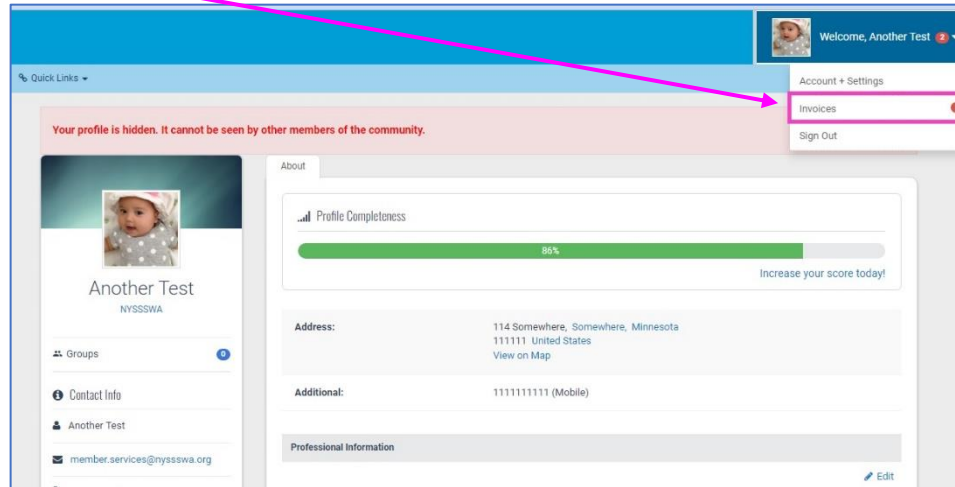 Welcome, Another Test 2
Quick Links
Account + Settings
Invoices
Sign Out
Your profile is hidden. It cannot be seen by other members of the community.
About
Profile Completeness
86%
Increase your score today!
Another Test
NYSSSWA
Address: 114 Somewhere, Somewhere, Minnesota
111111 United States
View on Map
Groups 0
Additional: 1111111111 (Mobile)
Contact Info
Another Test
Professional Information
member.services@nyssswa.org
Edit